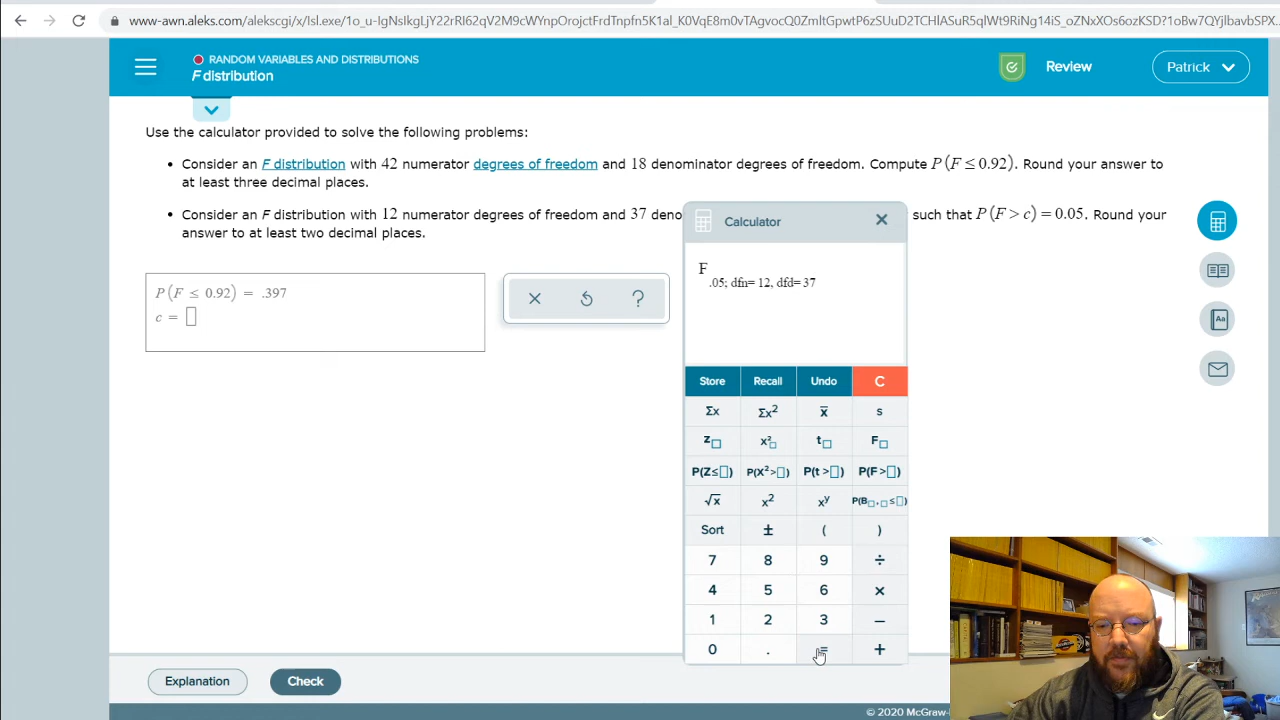 www-awn.aleks.com/alekscgi/x/Isl.exe/1o_u-IgNsIkgLjY22rRI62qV2M9cWYnpOrojctFrdTnpfn5K1al_K0VqE8m0vTAgvocQ0ZmltGpwtP6zSUuD2TCHlASuR5qlWt9RiNg14iS_oZNxXOs6ozKSD?1oBw7QYjlbavbSPX...
RANDOM VARIABLES AND DISTRIBUTIONS
F distribution
Review
Patrick
Use the calculator provided to solve the following problems:
• Consider an F distribution with 42 numerator degrees of freedom and 18 denominator degrees of freedom. Compute P(F ≤ 0.92). Round your answer to
at least three decimal places.
• Consider an F distribution with 12 numerator degrees of freedom and 37 deno
such that P(F > c) = 0.05. Round your
answer to at least two decimal places.
P(F ≤ 0.92) = .397
c =
Calculator
F .05; dfn= 12, dfd= 37
Store Recall Undo C
Σx Σx² x̄ s
z□ x²□ t□ F□
P(Z≤□) P(X²>□) P(t >□) P(F >□)
√x x² xʸ P(B□,□ ≤□)
Sort ± ( )
7 8 9 ÷
4 5 6 ×
1 2 3 –
0 . = +
Aa
Explanation
Check
© 2020 McGraw-